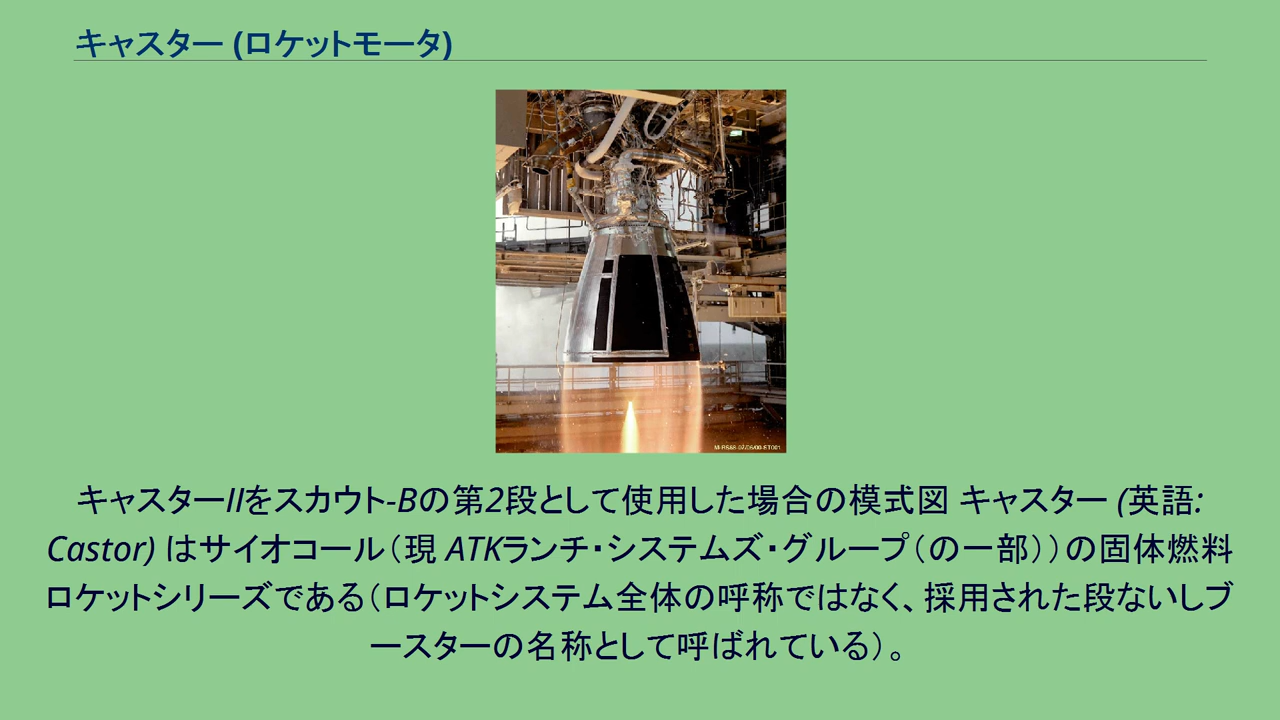 キャスター (ロケットモータ)
M-RS68 07/06/00 ST001
キャスターIIをスカウト-Bの第2段として使用した場合の模式図 キャスター (英語:
Castor) はサイオコール（現 ATKランチ・システムズ・グループ（の一部））の固体燃料
ロケットシリーズである（ロケットシステム全体の呼称ではなく、採用された段ないしブ
ースターの名称として呼ばれている）。